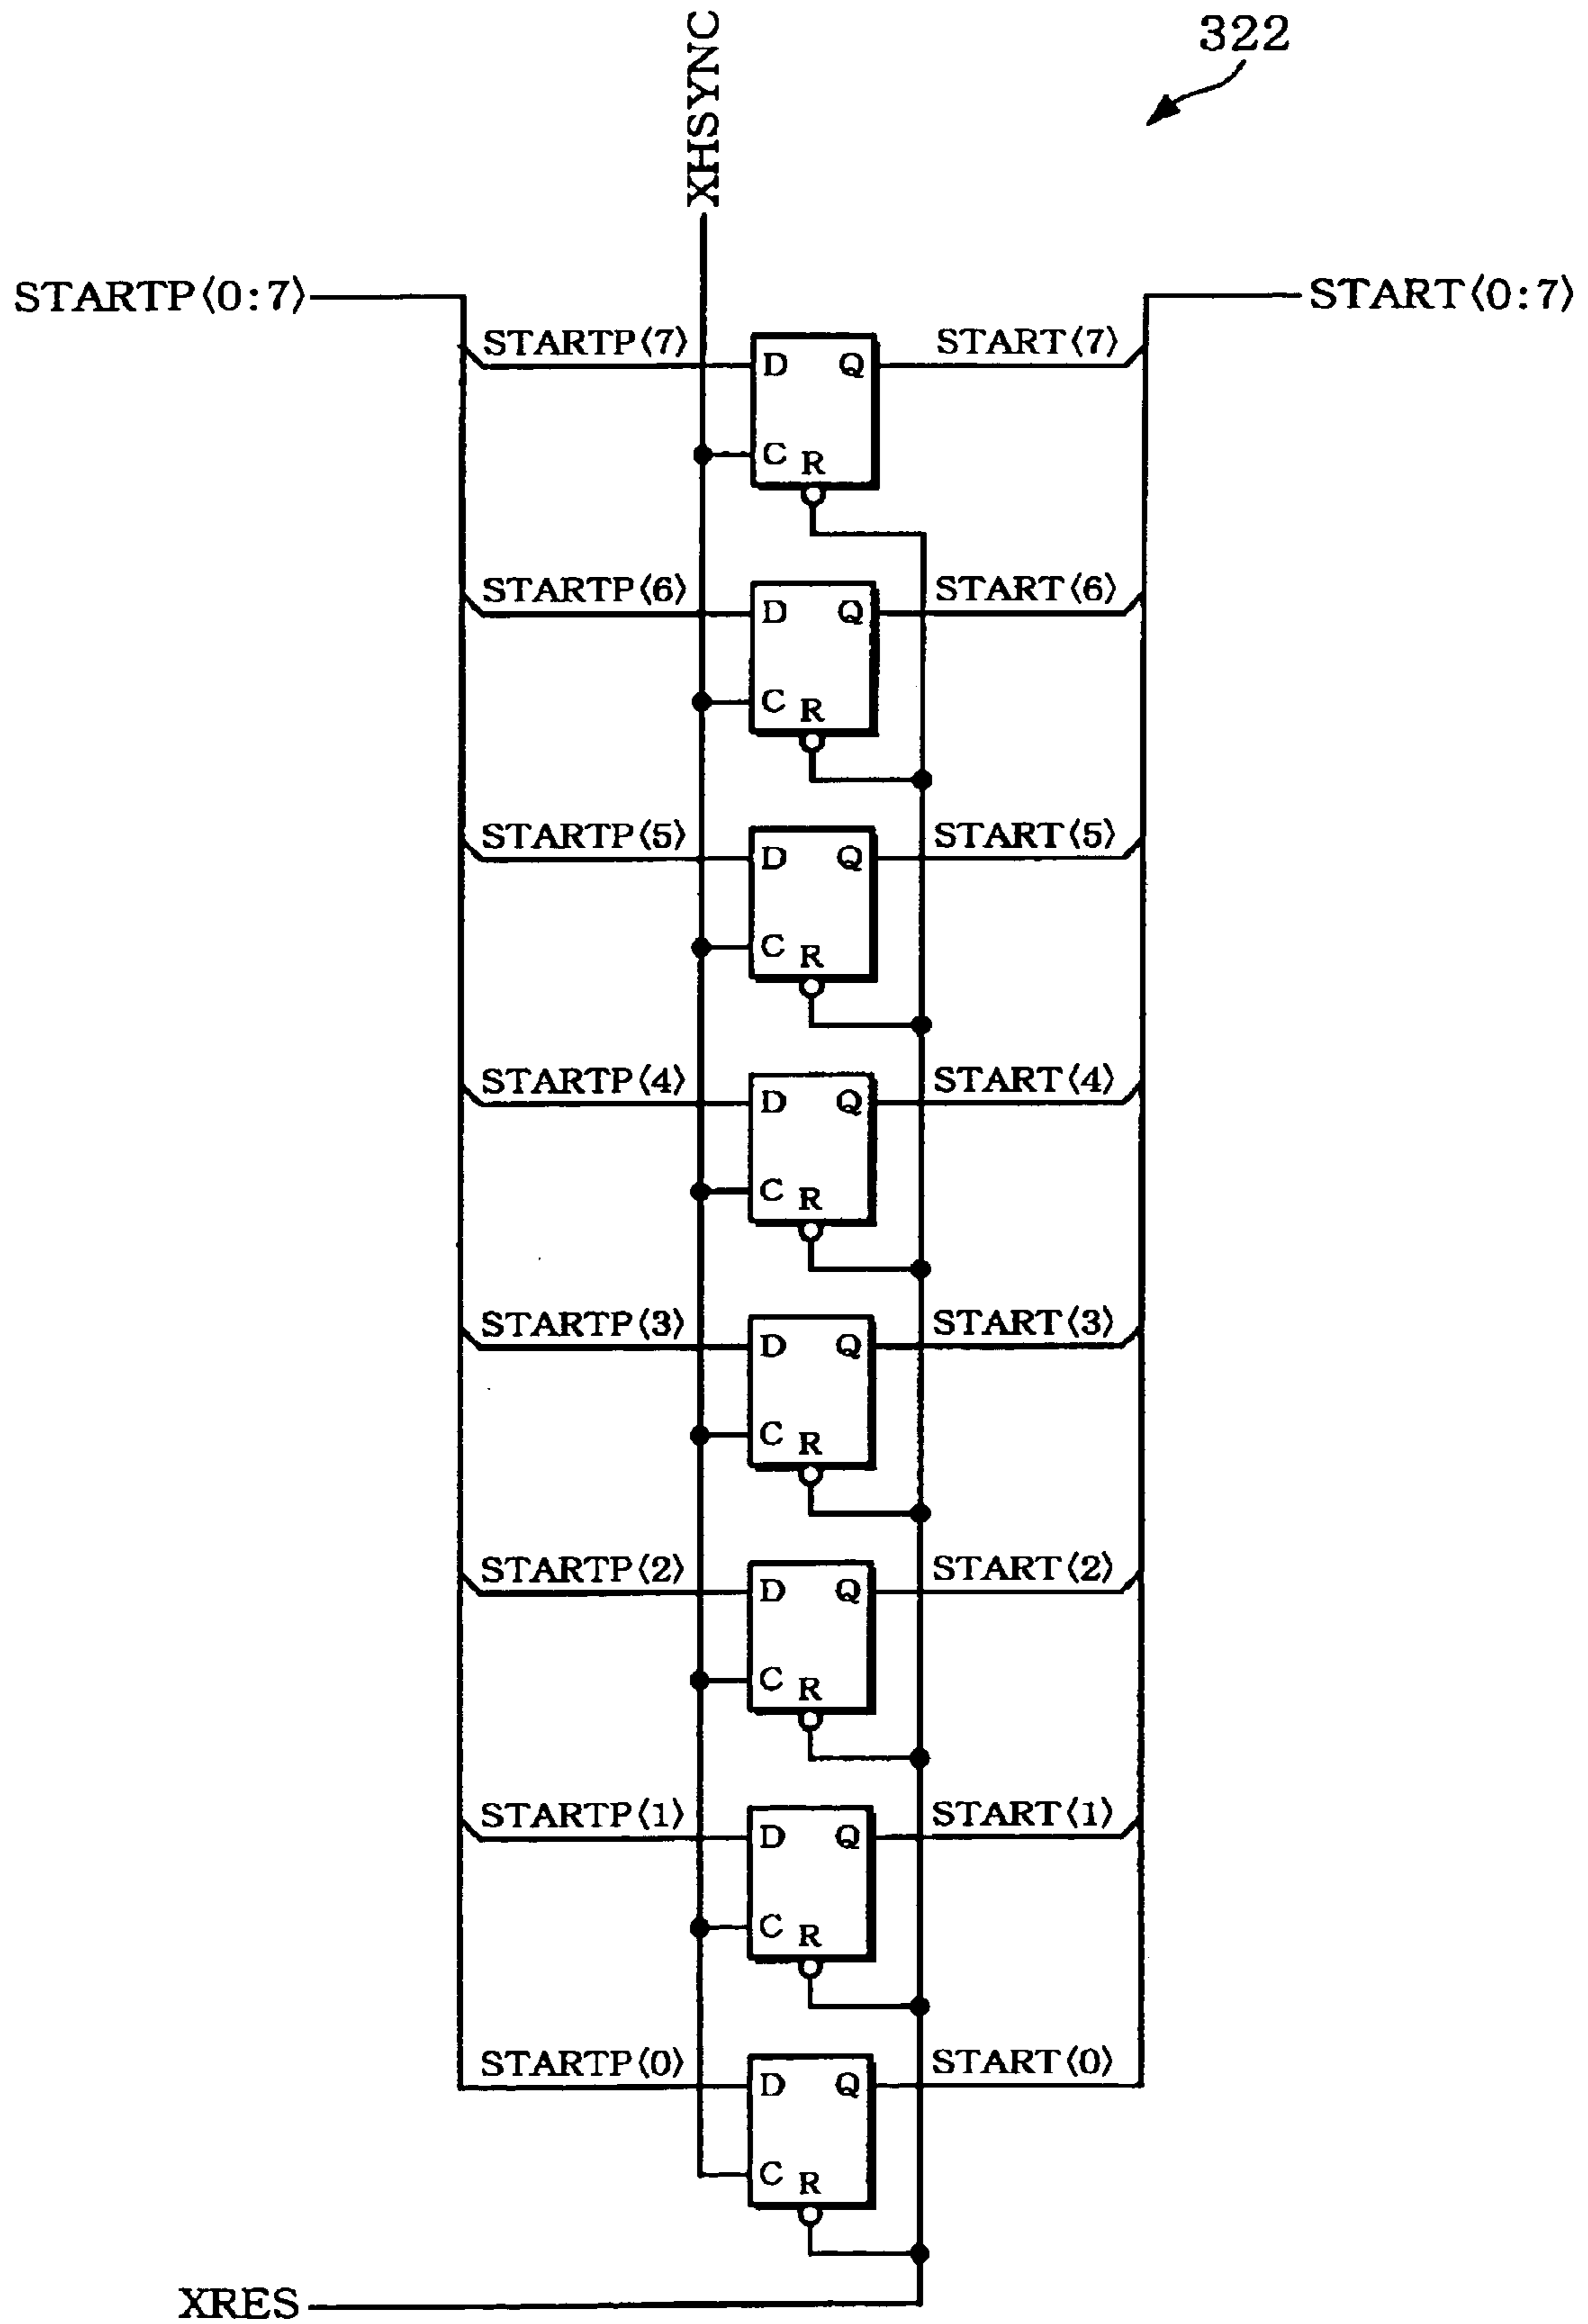 322
XHSYNC
STARTP⟨0:7⟩
START⟨0:7⟩
STARTP⟨7⟩
START⟨7⟩
D
Q
C
R
STARTP⟨6⟩
START⟨6⟩
D
Q
C
R
STARTP⟨5⟩
START⟨5⟩
D
Q
C
R
STARTP⟨4⟩
START⟨4⟩
D
Q
C
R
STARTP⟨3⟩
START⟨3⟩
D
Q
C
R
STARTP⟨2⟩
START⟨2⟩
D
Q
C
R
STARTP⟨1⟩
START⟨1⟩
D
Q
C
R
STARTP⟨0⟩
START⟨0⟩
D
Q
C
R
XRES